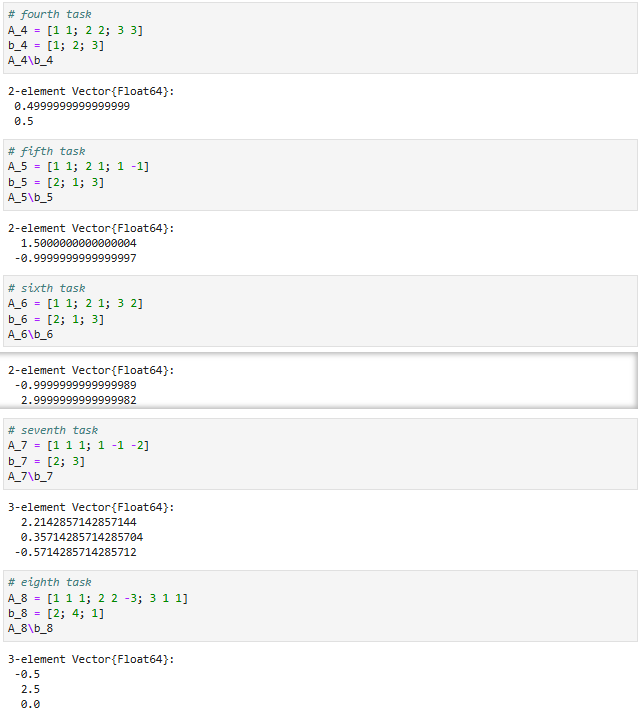 # fourth task
A_4 = [1 1; 2 2; 3 3]
b_4 = [1; 2; 3]
A_4\b_4
2-element Vector{Float64}:
0.4999999999999999
0.5
# fifth task
A_5 = [1 1; 2 1; 1 -1]
b_5 = [2; 1; 3]
A_5\b_5
2-element Vector{Float64}:
1.5000000000000004
-0.9999999999999997
# sixth task
A_6 = [1 1; 2 1; 3 2]
b_6 = [2; 1; 3]
A_6\b_6
2-element Vector{Float64}:
-0.9999999999999989
2.9999999999999982
# seventh task
A_7 = [1 1 1; 1 -1 -2]
b_7 = [2; 3]
A_7\b_7
3-element Vector{Float64}:
2.2142857142857144
0.35714285714285704
-0.5714285714285712
# eighth task
A_8 = [1 1 1; 2 2 -3; 3 1 1]
b_8 = [2; 4; 1]
A_8\b_8
3-element Vector{Float64}:
-0.5
2.5
0.0